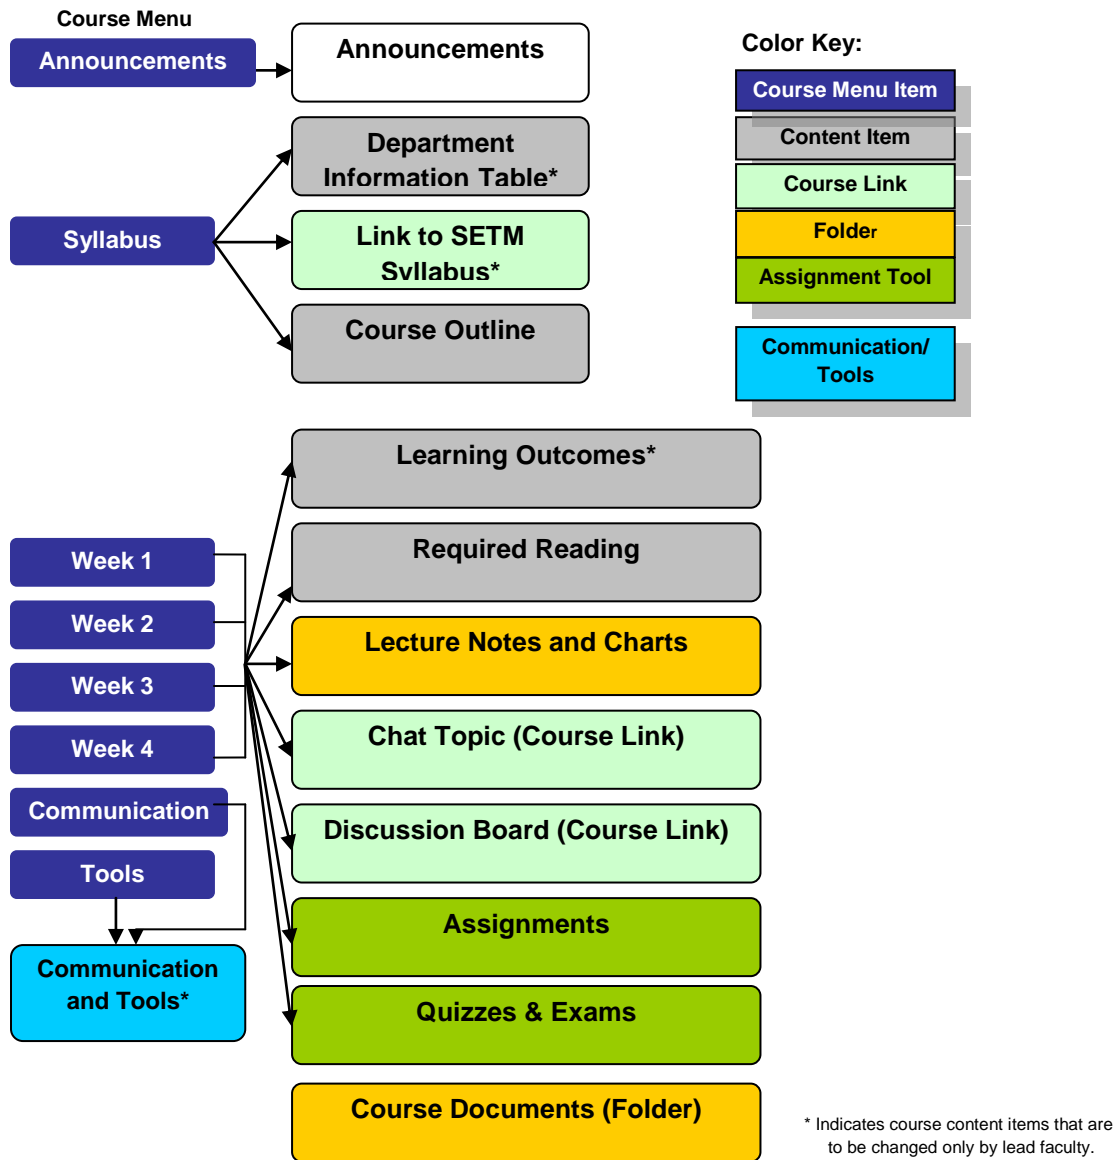 Course Menu
Announcements
Announcements
Color Key:
Course Menu Item
Content Item
Course Link
Folder
Assignment Tool
Communication/
Tools
Syllabus
Department
Information Table*
Link to SETM
Syllabus*
Course Outline
Week 1
Week 2
Week 3
Week 4
Communication
Tools
Communication
and Tools*
Learning Outcomes*
Required Reading
Lecture Notes and Charts
Chat Topic (Course Link)
Discussion Board (Course Link)
Assignments
Quizzes & Exams
Course Documents (Folder)
* Indicates course content items that are
to be changed only by lead faculty.